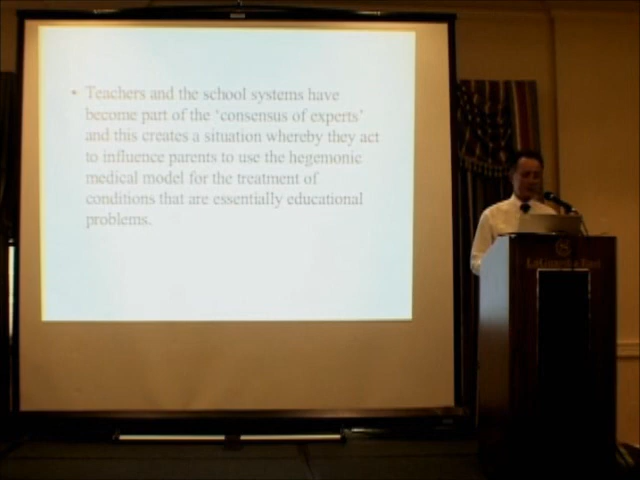 • Teachers and the school systems have
become part of the ‘consensus of experts’
and this creates a situation whereby they act
to influence parents to use the hegemonic
medical model for the treatment of
conditions that are essentially educational
problems.